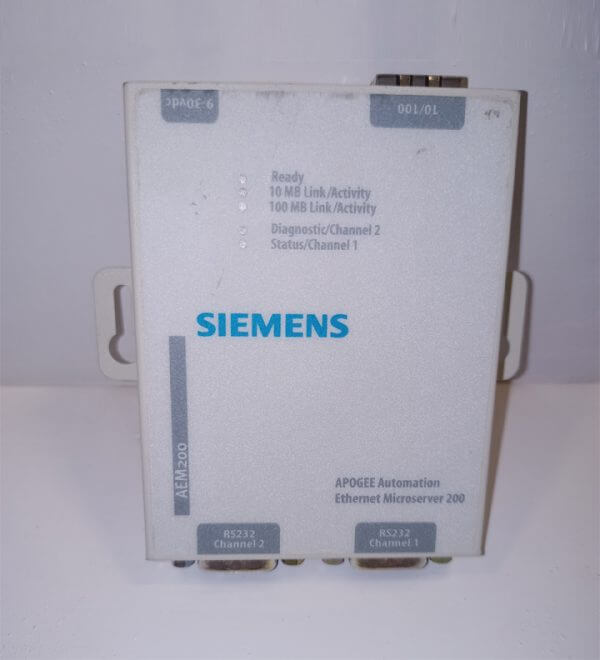 9-30vdc
10/100
Ready
10 MB Link/Activity
100 MB Link/Activity
Diagnostic/Channel 2
Status/Channel 1
SIEMENS
AEM200
APOGEE Automation
Ethernet Microserver 200
RS232
Channel 2
RS232
Channel 1